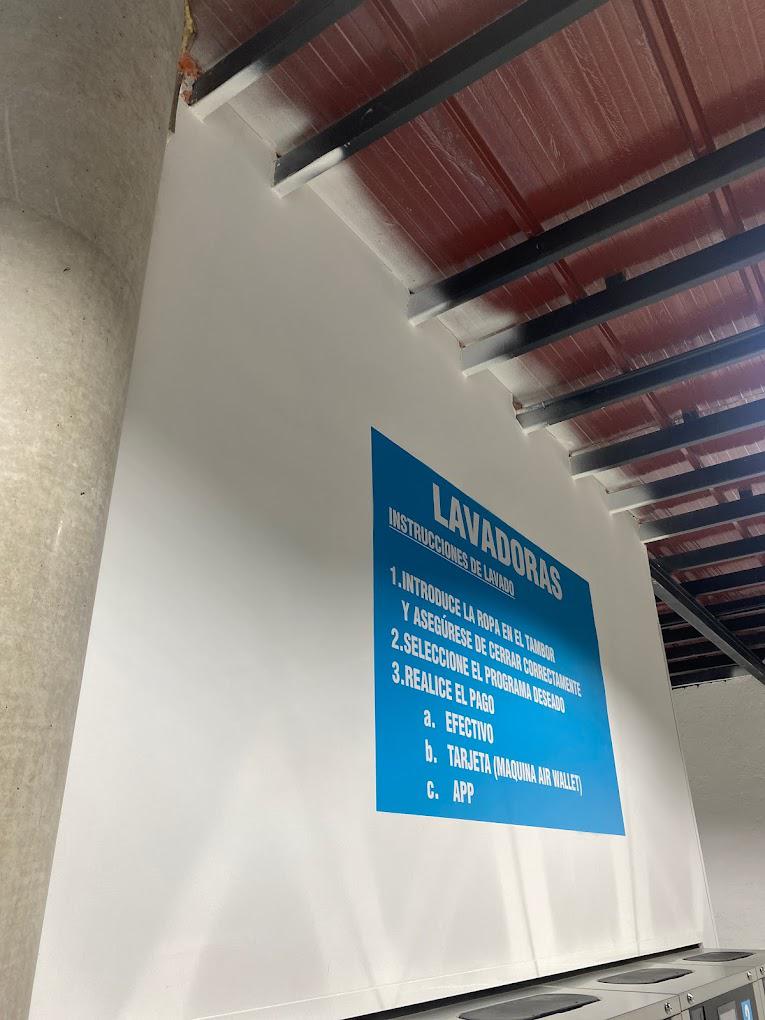 LAVADORAS
INSTRUCCIONES DE LAVADO
1.INTRODUCE LA ROPA EN EL TAMBOR
Y ASEGÚRESE DE CERRAR CORRECTAMENTE
2.SELECCIONE EL PROGRAMA DESEADO
3.REALICE EL PAGO
a. EFECTIVO
b. TARJETA (MAQUINA AIR WALLET)
c. APP